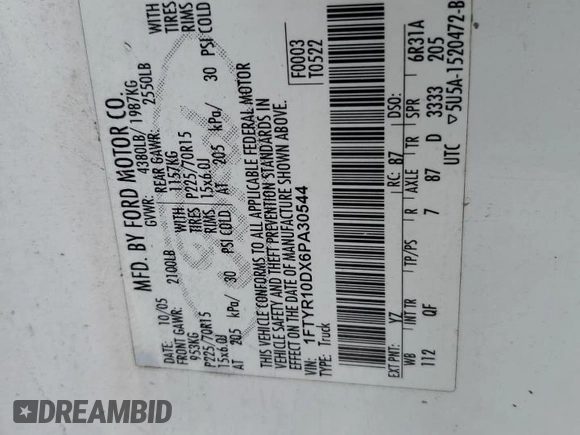 MFD. BY FORD MOTOR CO.
DATE: 10/05 GVWR: 4380LB/ 1987KG
FRONT GAWR: 2100LB REAR GAWR: 2550LB
953KG WITH 1157KG WITH
P225/70R15 TIRES P225/70R15 TIRES
15x6.0J RIMS 15x6.0J RIMS
AT 205 kPa/ 30 PSI COLD AT 205 kPa/ 30 PSI COLD
THIS VEHICLE CONFORMS TO ALL APPLICABLE FEDERAL MOTOR
VEHICLE SAFETY AND THEFT PREVENTION STANDARDS IN
EFFECT ON THE DATE OF MANUFACTURE SHOWN ABOVE.
VIN: 1FTYR10DX6PA30544 F0003
TYPE: Truck T0522
EXT PNT: YZ RC: B7 DSO:
WB INT TR TP/PS R AXLE TR SPR 6R31A
112 QF 7 87 D 3333 205
UTC ▽5U5A-1520472-B
DREAMBID